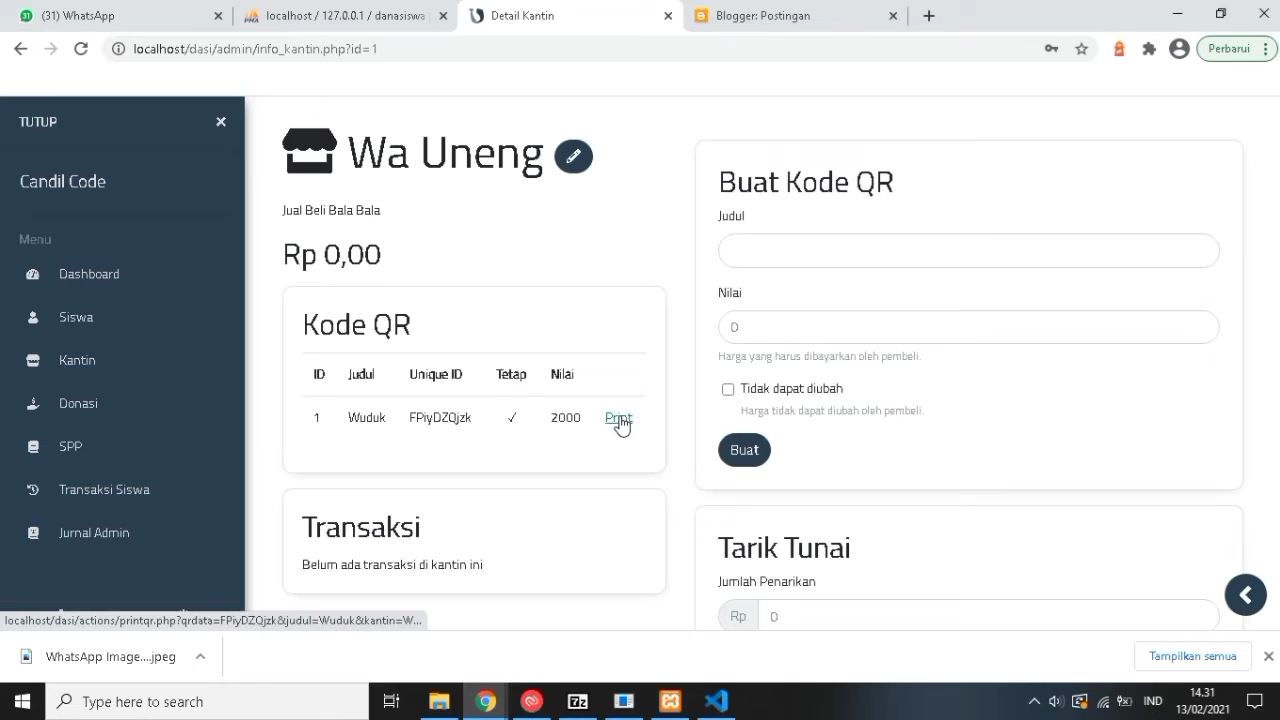 (31) WhatsApp
localhost / 127.0.0.1 / danasiswa
Detail Kantin
Blogger: Postingan
localhost/dasi/admin/info_kantin.php?id=1
Perbarui
TUTUP
Candil Code
Menu
Dashboard
Siswa
Kantin
Donasi
SPP
Transaksi Siswa
Jurnal Admin
Wa Uneng
Jual Beli Bala Bala
Rp 0,00
Kode QR
ID Judul Unique ID Tetap Nilai
1 Wuduk FPiyDZQjzk ✓ 2000 Print
Transaksi
Belum ada transaksi di kantin ini
Buat Kode QR
Judul
Nilai
0
Harga yang harus dibayarkan oleh pembeli.
Tidak dapat diubah
Harga tidak dapat diubah oleh pembeli.
Buat
Tarik Tunai
Jumlah Penarikan
Rp 0
localhost/dasi/actions/printqr.php?qrdata=FPiyDZQjzk&judul=Wuduk&kantin=W...
WhatsApp Image....jpeg
Tampilkan semua
Type here to search
IND
14.31
13/02/2021